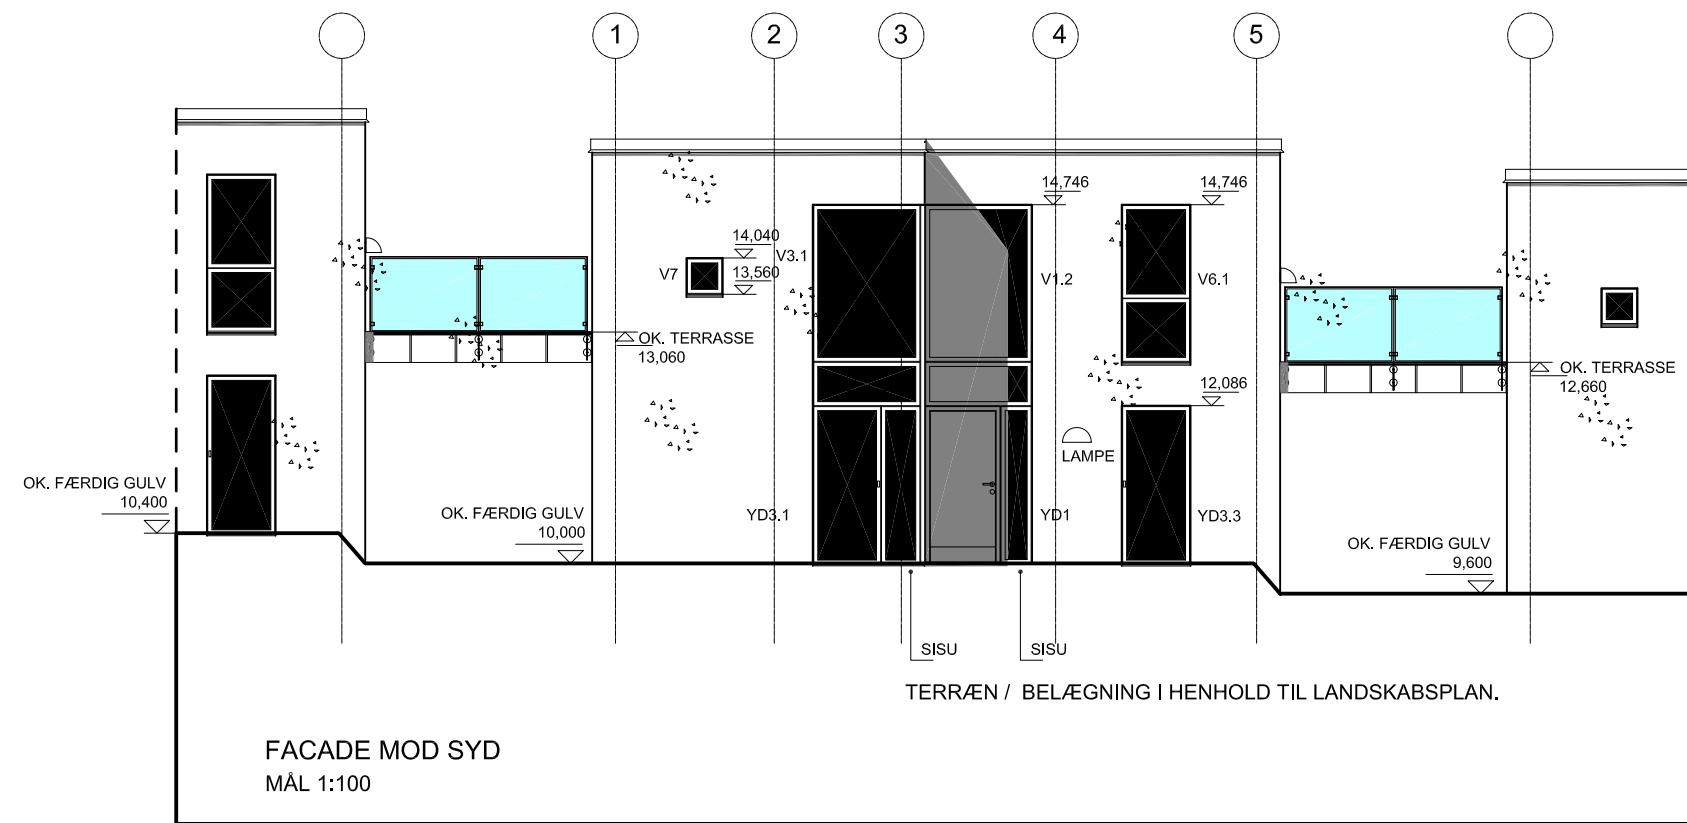 1
2
3
4
5
14,746
14,746
14,040
V3.1
V7
13,560
V1.2
V6.1
OK. TERRASSE
13,060
OK. TERRASSE
12,660
12,086
LAMPE
OK. FÆRDIG GULV
10,400
OK. FÆRDIG GULV
10,000
YD3.1
YD1
YD3.3
OK. FÆRDIG GULV
9,600
SISU
SISU
TERRÆN / BELÆGNING I HENHOLD TIL LANDSKABSPLAN.
FACADE MOD SYD
MÅL 1:100